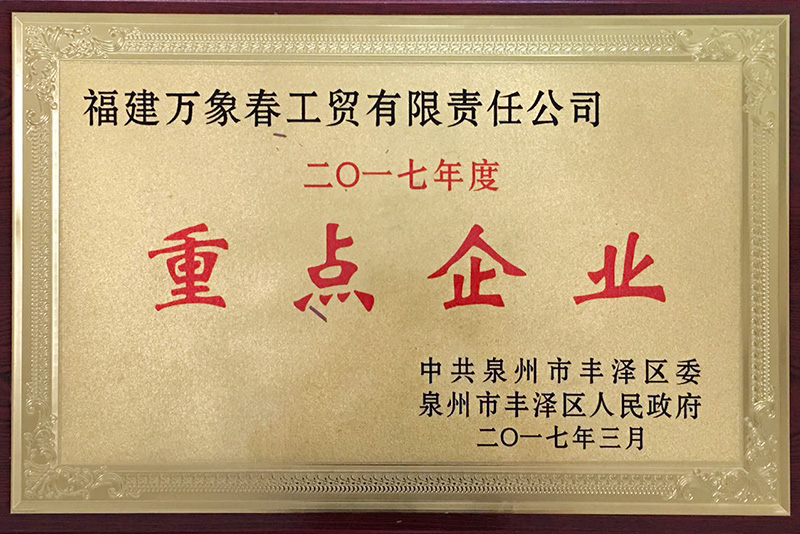 福建万象春工贸有限责任公司
二〇一七年度
重点企业
中共泉州市丰泽区委
泉州市丰泽区人民政府
二〇一七年三月